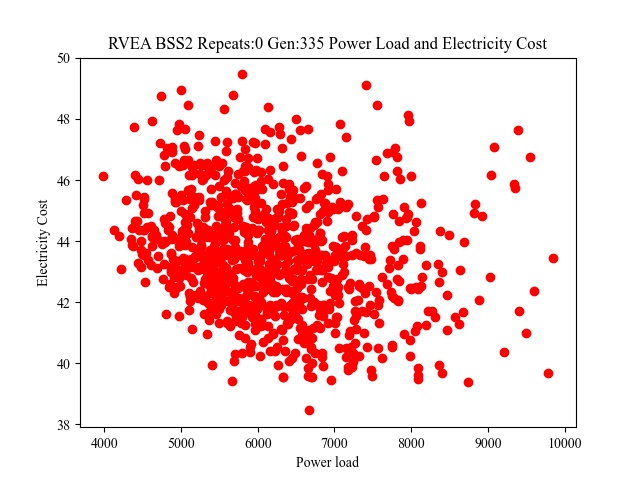 RVEA BSS2 Repeats:0 Gen:335 Power Load and Electricity Cost
50
48
46
44
42
40
38
Electricity Cost
4000 5000 6000 7000 8000 9000 10000
Power load